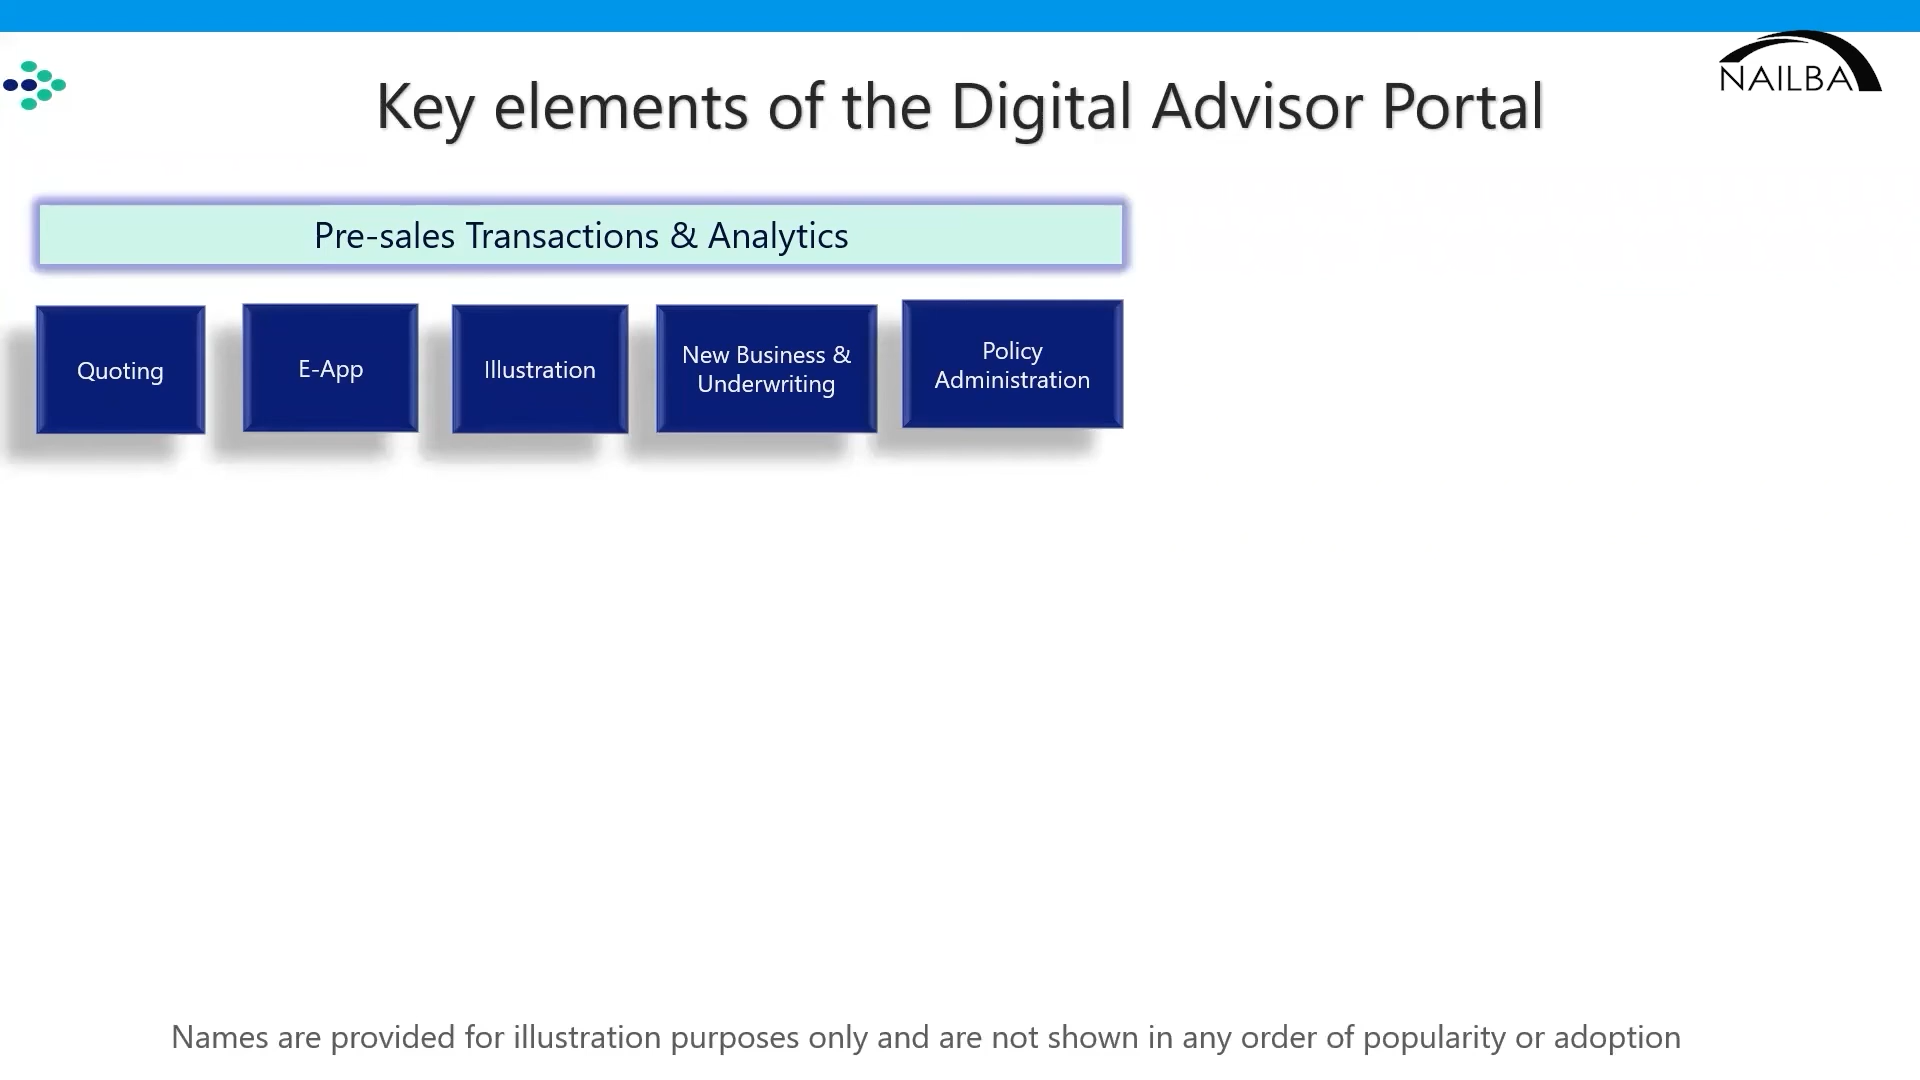 NAILBA
Key elements of the Digital Advisor Portal
Pre-sales Transactions & Analytics
Quoting
E-App
Illustration
New Business &
Underwriting
Policy
Administration
Names are provided for illustration purposes only and are not shown in any order of popularity or adoption